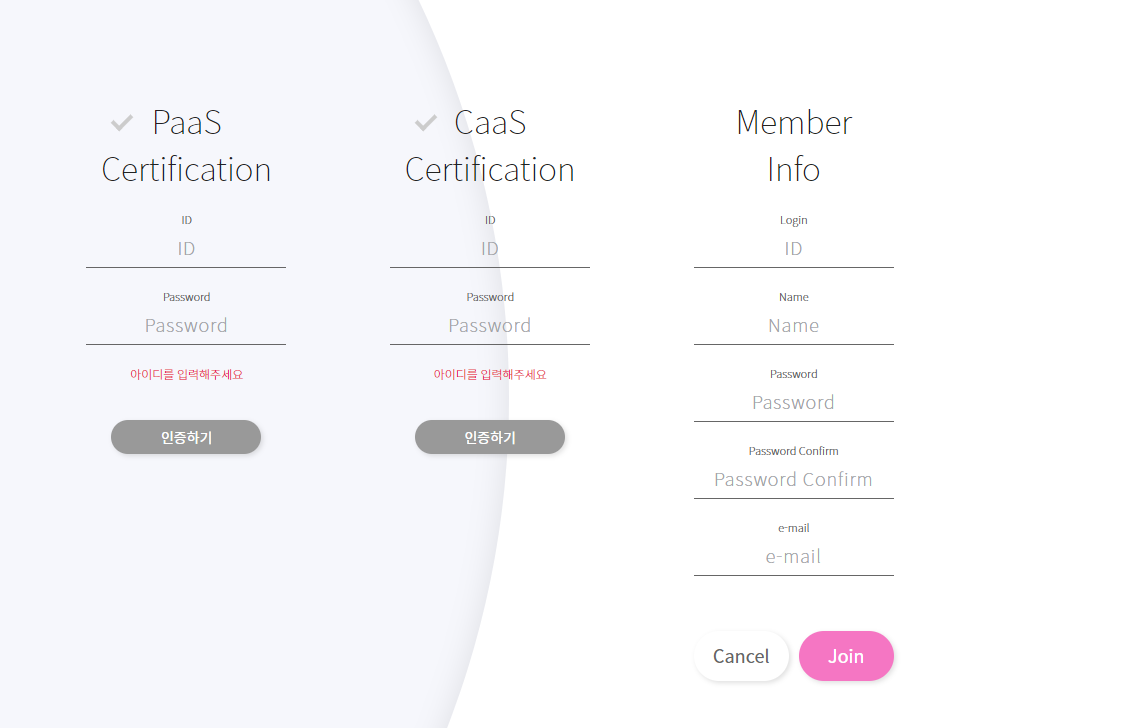 PaaS
Certification
ID
ID
Password
Password
아이디를 입력해주세요
인증하기
CaaS
Certification
ID
ID
Password
Password
아이디를 입력해주세요
인증하기
Member
Info
Login
ID
Name
Name
Password
Password
Password Confirm
Password Confirm
e-mail
e-mail
Cancel
Join